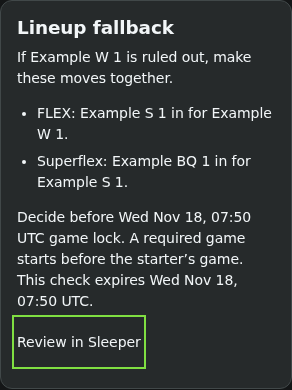 Lineup fallback
If Example W 1 is ruled out, make
these moves together.
• FLEX: Example S 1 in for Example
W 1.
• Superflex: Example BQ 1 in for
Example S 1.
Decide before Wed Nov 18, 07:50
UTC game lock. A required game
starts before the starter’s game.
This check expires Wed Nov 18,
07:50 UTC.
Review in Sleeper